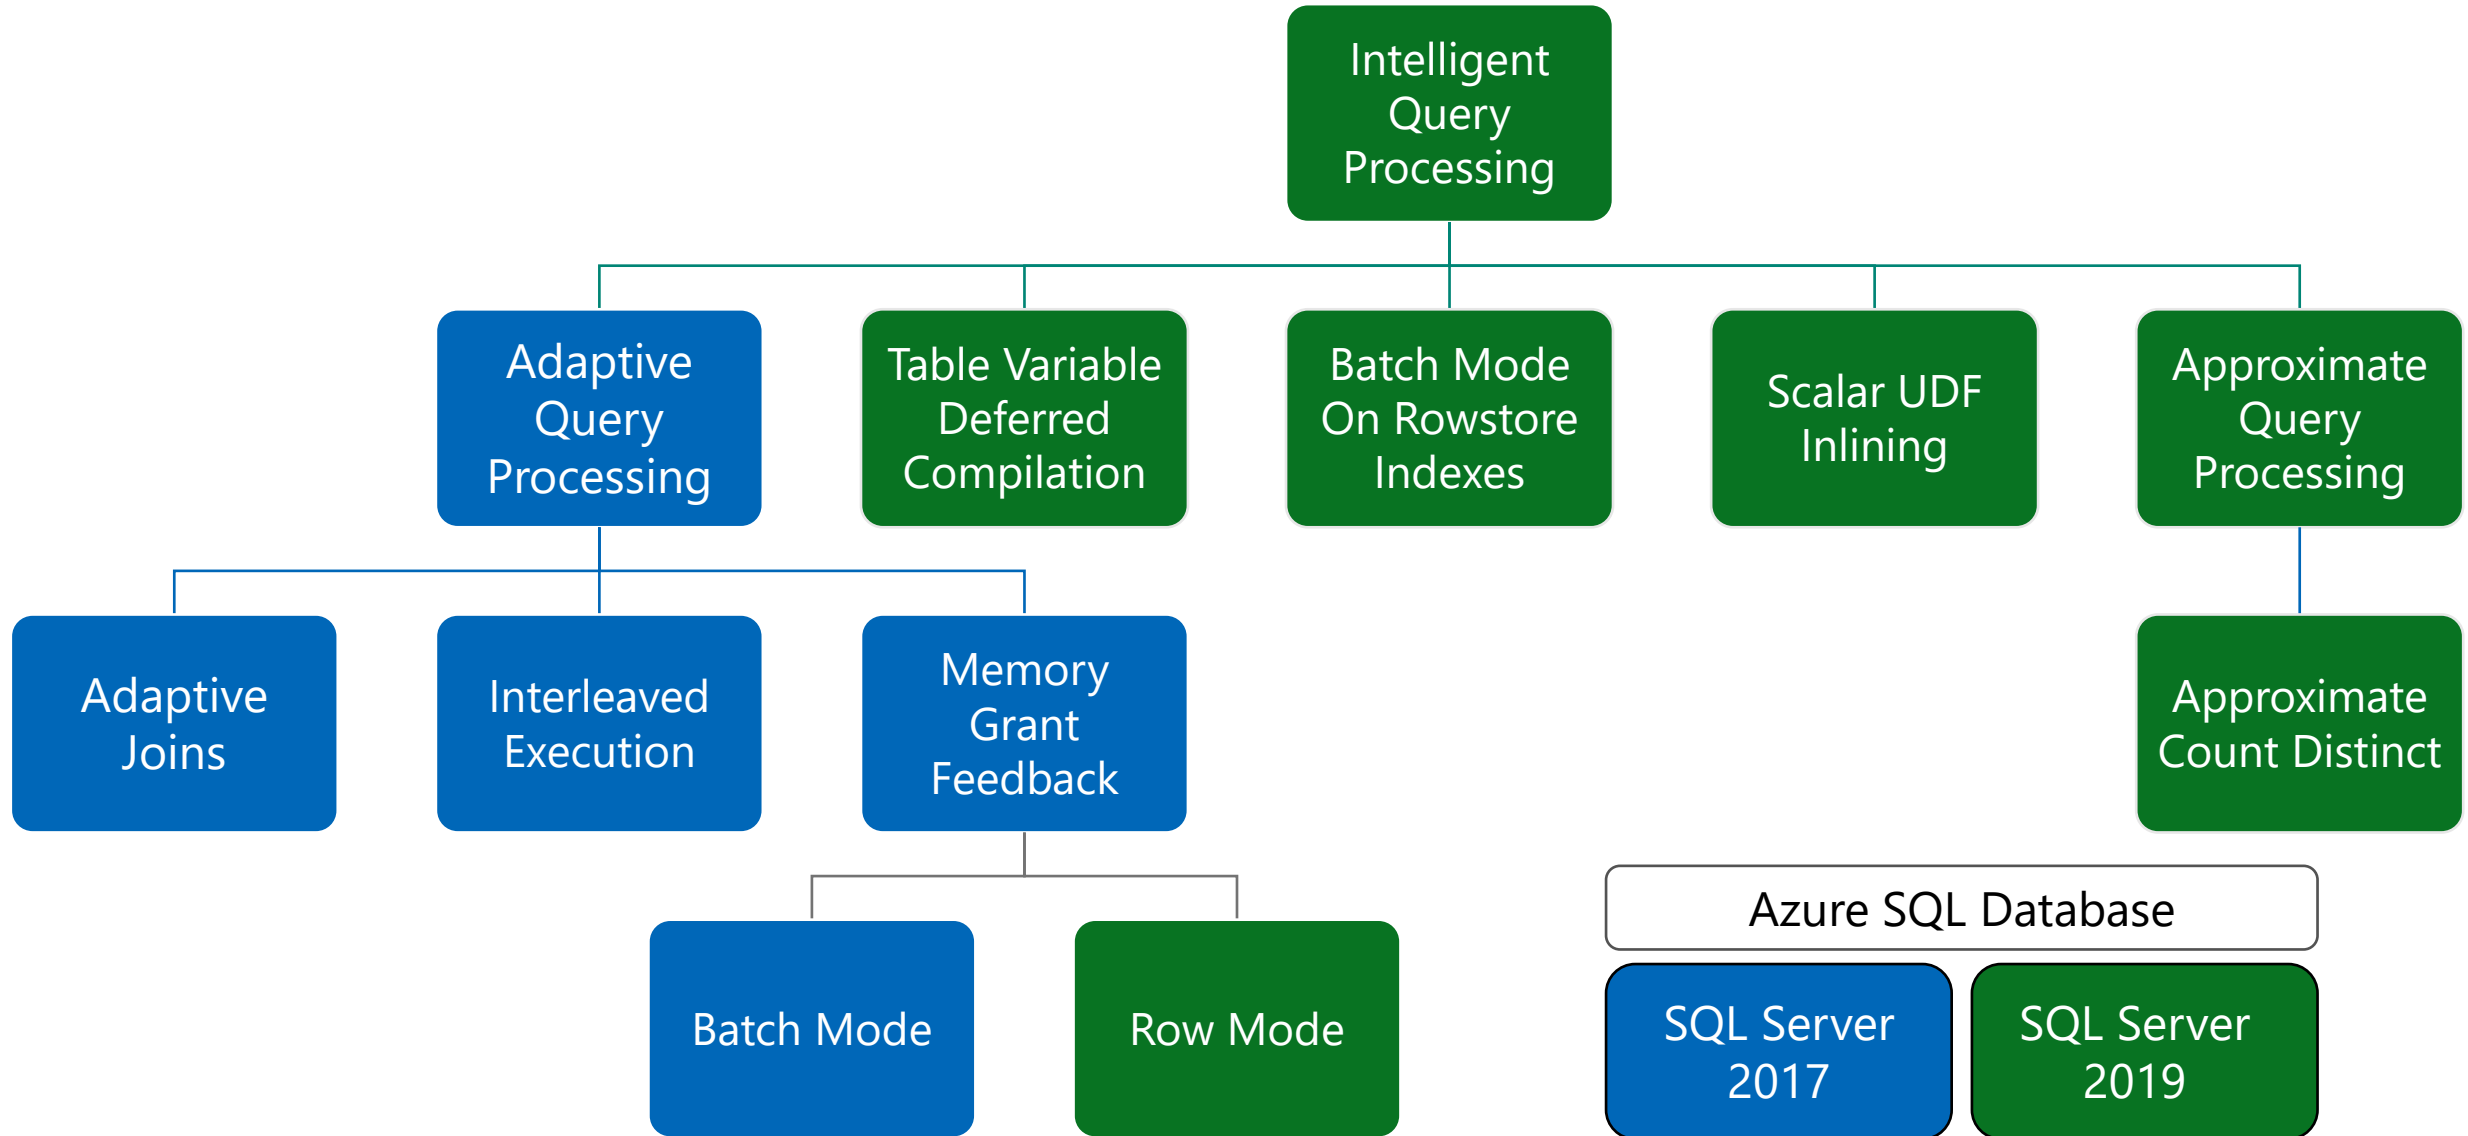 Intelligent
Query
Processing
Adaptive
Query
Processing
Table Variable
Deferred
Compilation
Batch Mode
On Rowstore
Indexes
Scalar UDF
Inlining
Approximate
Query
Processing
Adaptive
Joins
Interleaved
Execution
Memory
Grant
Feedback
Approximate
Count Distinct
Batch Mode
Row Mode
Azure SQL Database
SQL Server
2017
SQL Server
2019